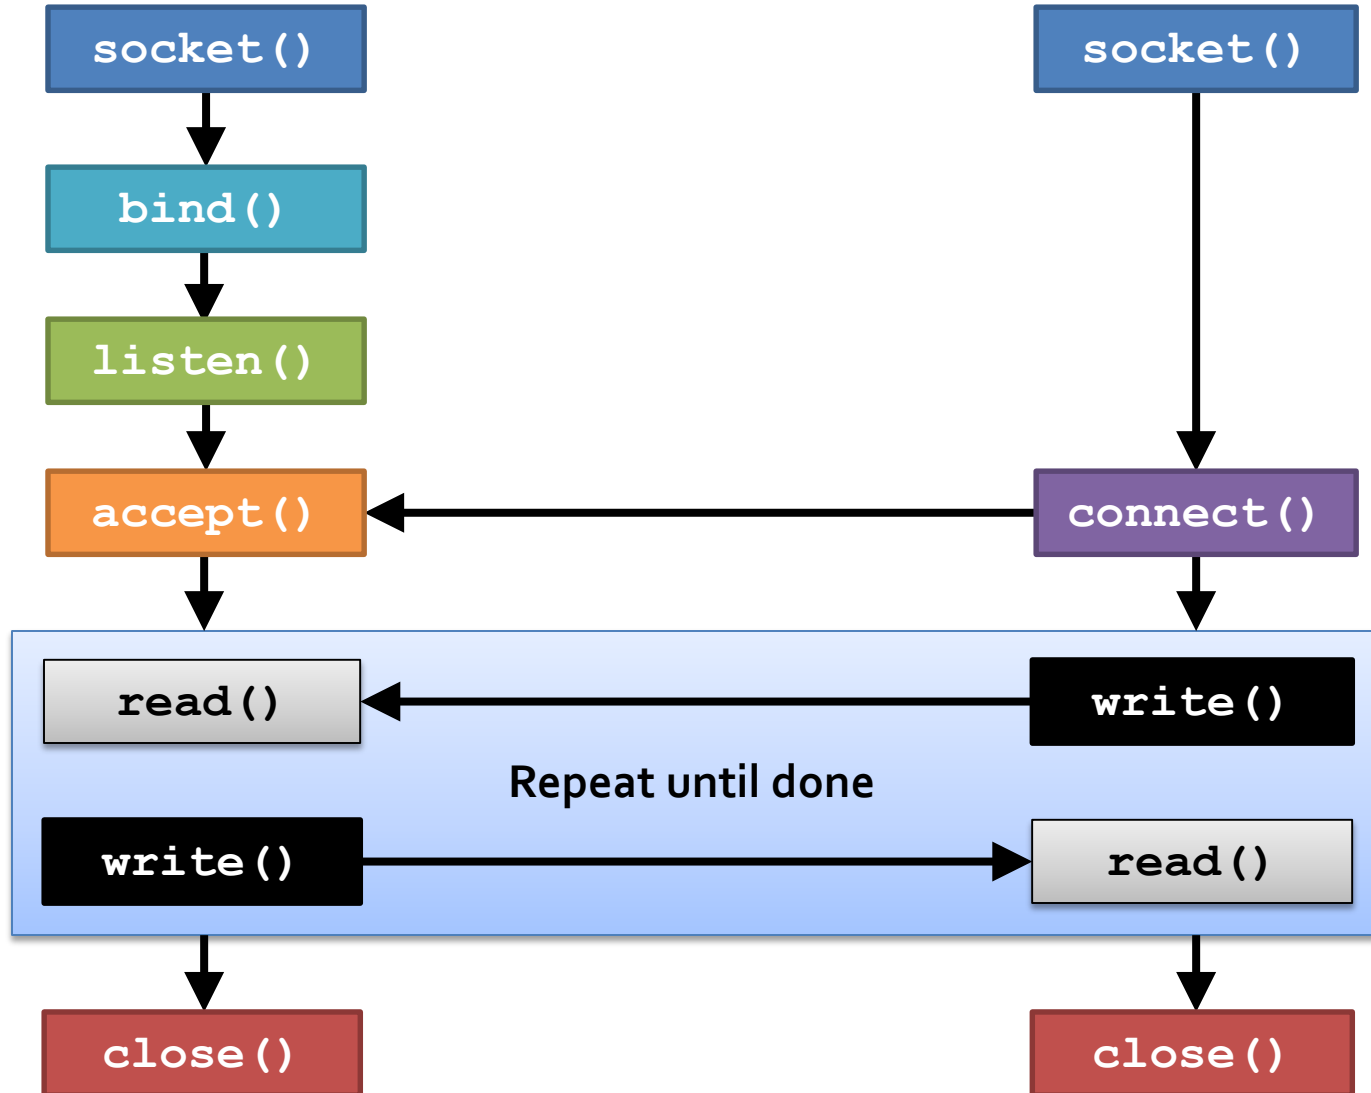 socket() socket()
bind()
listen()
accept() connect()
read() write()
Repeat until done
write() read()
close() close()